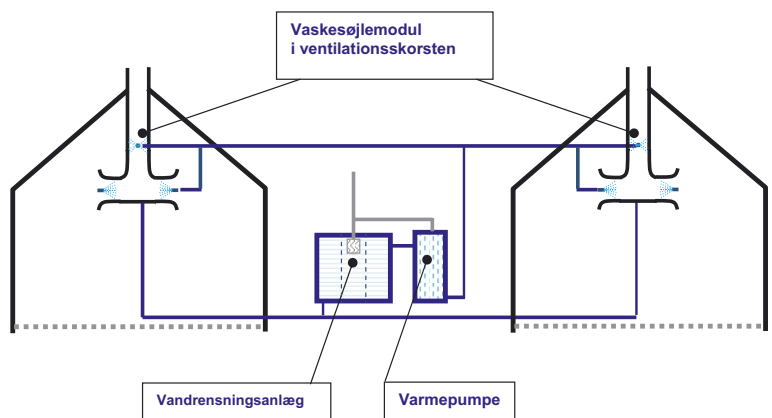 Vaskesøjlemodul
i ventilationsskorsten
Vandrensningsanlæg
Varmepumpe